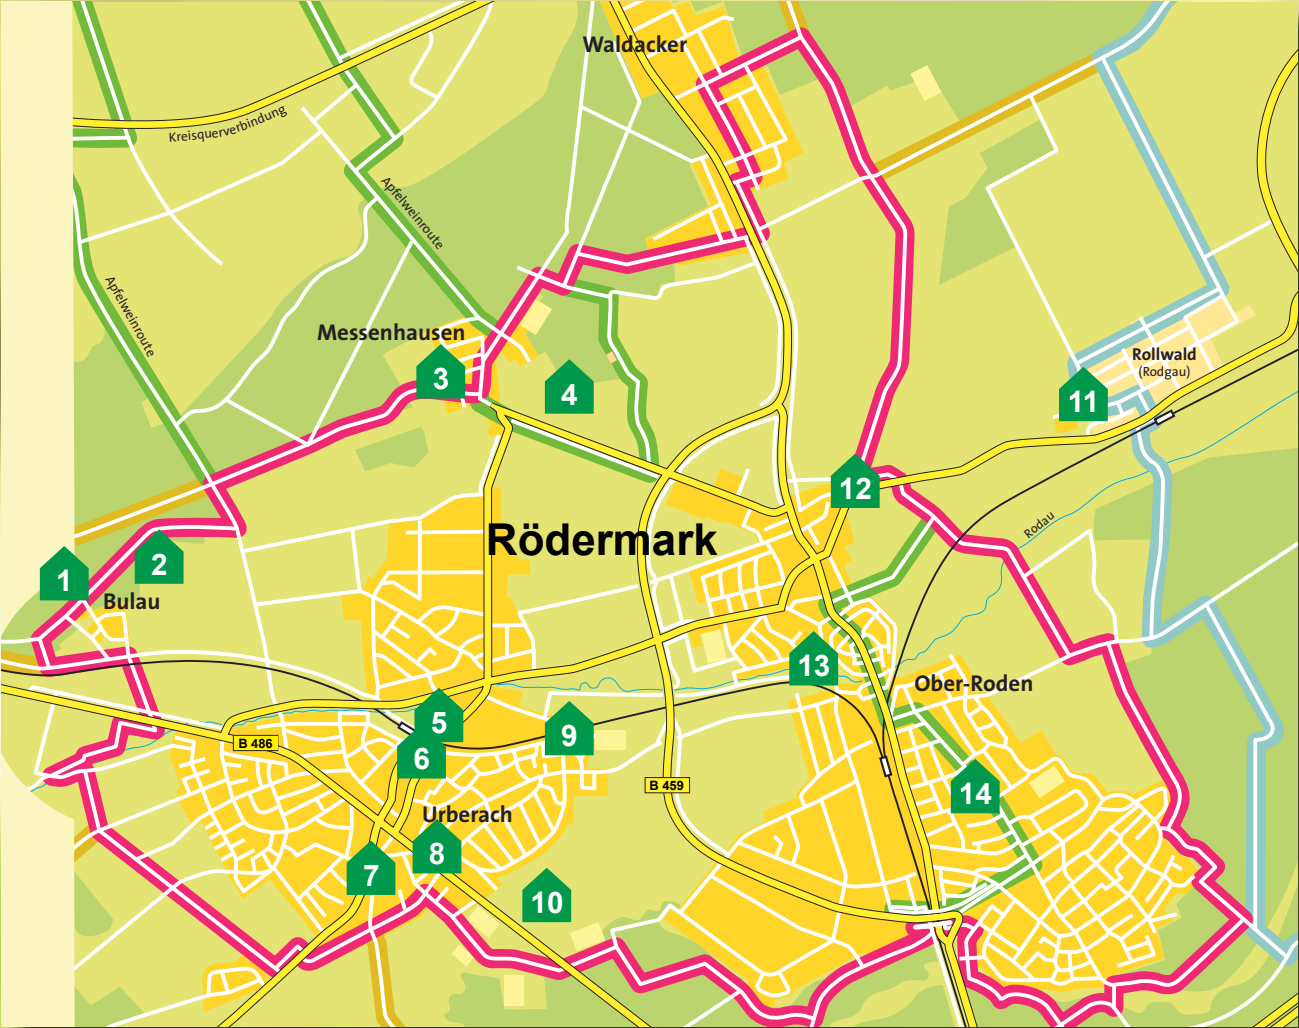 Waldacker
Kreisquerverbindung
Apfelweinroute
Apfelweinroute
Messenhausen
3
4
Rollwald
(Rodgau)
11
12
Rödermark
Rodau
1
2
Bulau
13
Ober-Roden
5
9
B 486
6
B 459
14
Urberach
8
7
10